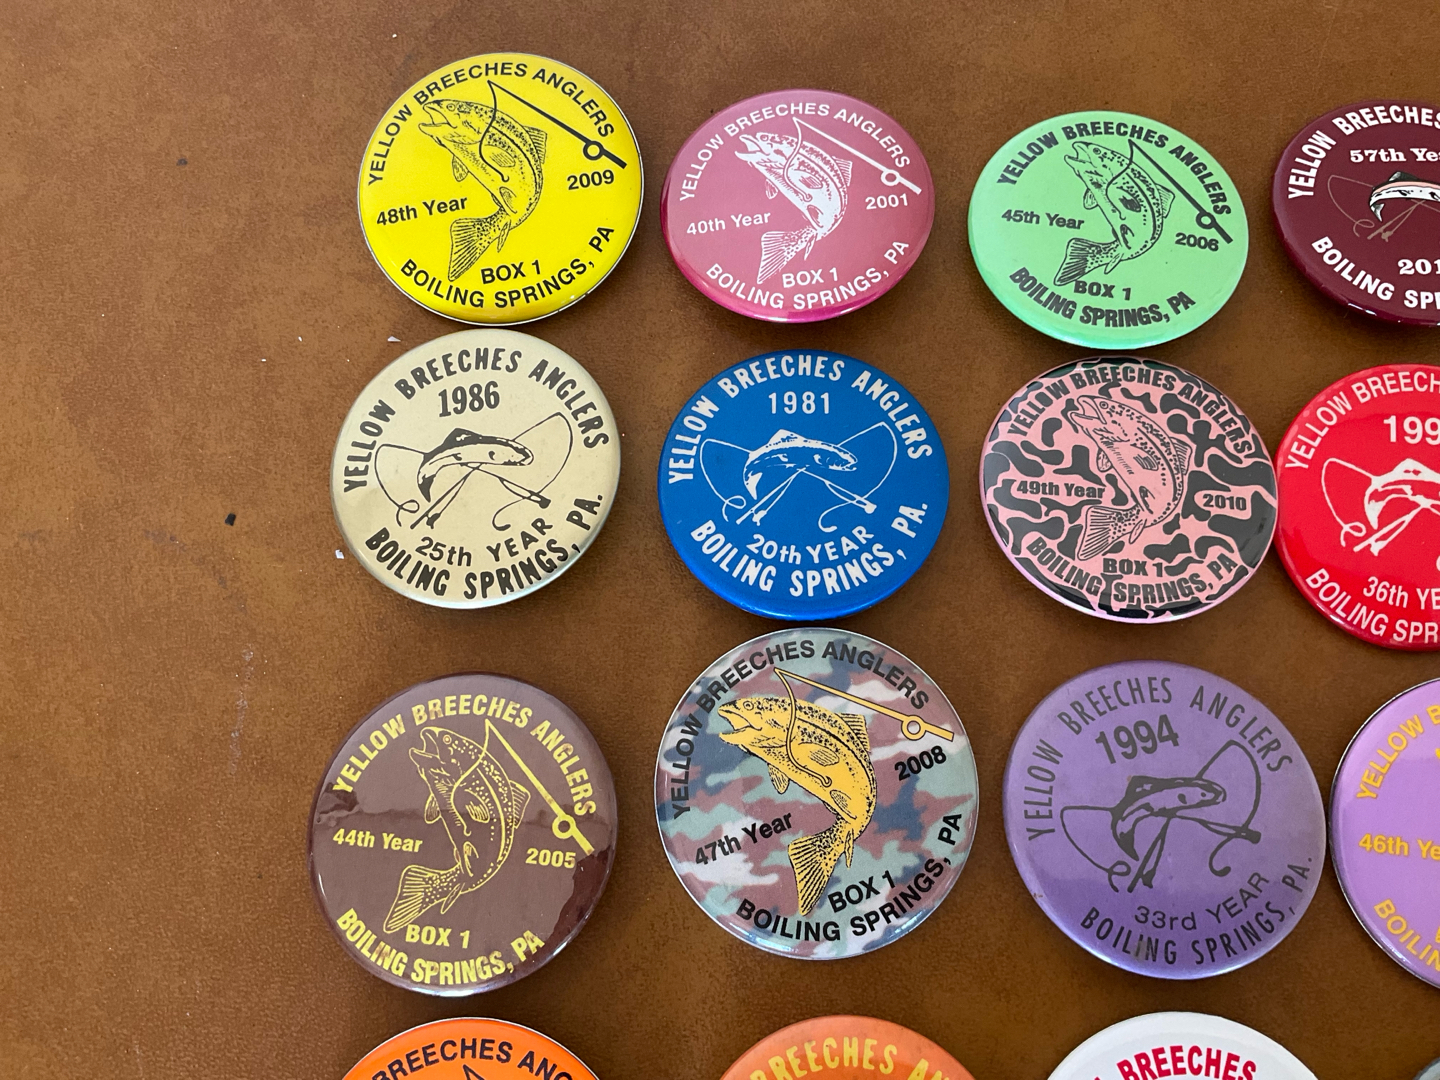 YELLOW BREECHES ANGLERS
2009
48th Year
BOX 1
BOILING SPRINGS, PA
YELLOW BREECHES ANGLERS
2001
40th Year
BOX 1
BOILING SPRINGS, PA
YELLOW BREECHES ANGLERS
45th Year
2006
BOX 1
BOILING SPRINGS, PA
YELLOW BREECHES
57th
BOILING
YELLOW BREECHES ANGLERS
1986
25th YEAR
BOILING SPRINGS, PA.
YELLOW BREECHES ANGLERS
1981
20th YEAR
BOILING SPRINGS, PA.
YELLOW BREECHES ANGLERS
49th Year
2010
BOX 1
BOILING SPRINGS, PA
YELLOW
36th
BOILING
YELLOW BREECHES ANGLERS
44th Year
2005
BOX 1
BOILING SPRINGS, PA
YELLOW BREECHES ANGLERS
2008
47th Year
BOX 1
BOILING SPRINGS, PA
YELLOW BREECHES ANGLERS
1994
33rd YEAR
BOILING SPRINGS, PA.
YELLOW
46th
BREECHES
BREECHES
BREECHES